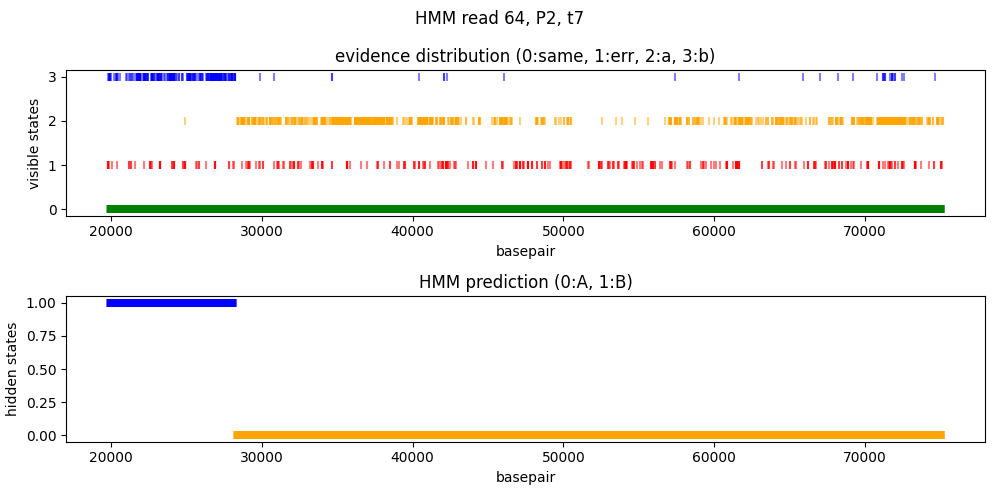 HMM read 64, P2, t7
evidence distribution (0:same, 1:err, 2:a, 3:b)
visible states
3
2
1
0
20000 30000 40000 50000 60000 70000
basepair
HMM prediction (0:A, 1:B)
hidden states
1.00
0.75
0.50
0.25
0.00
20000 30000 40000 50000 60000 70000
basepair